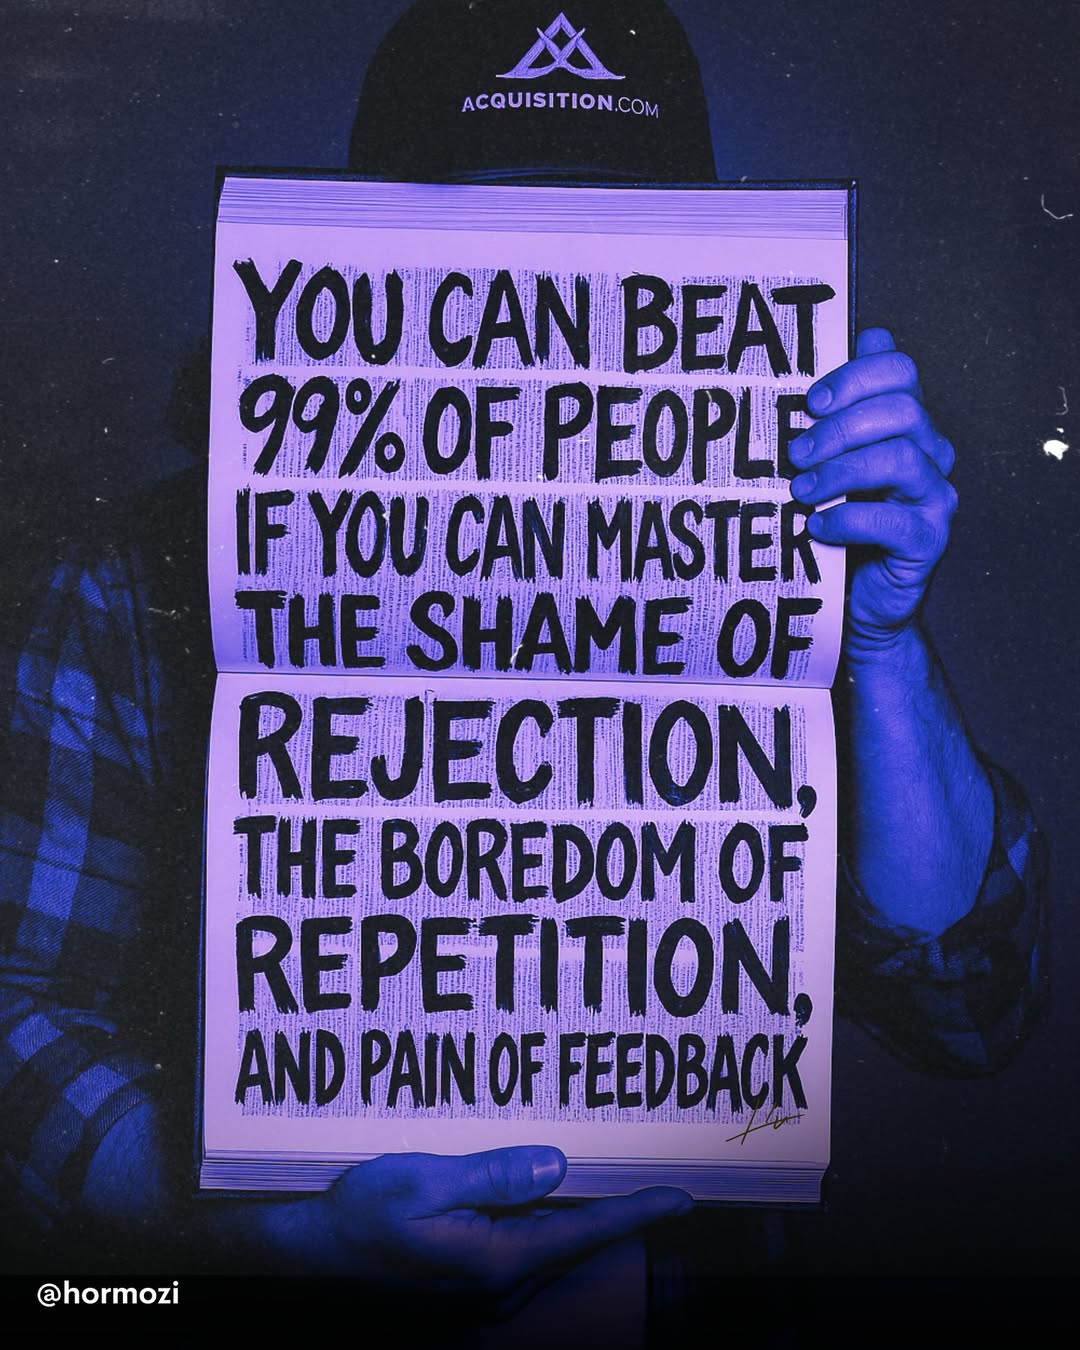 ACQUISITION.COM
YOU CAN BEAT
99% OF PEOPLE
IF YOU CAN MASTER
THE SHAME OF
REJECTION,
THE BOREDOM OF
REPETITION,
AND PAIN OF FEEDBACK
@hormozi